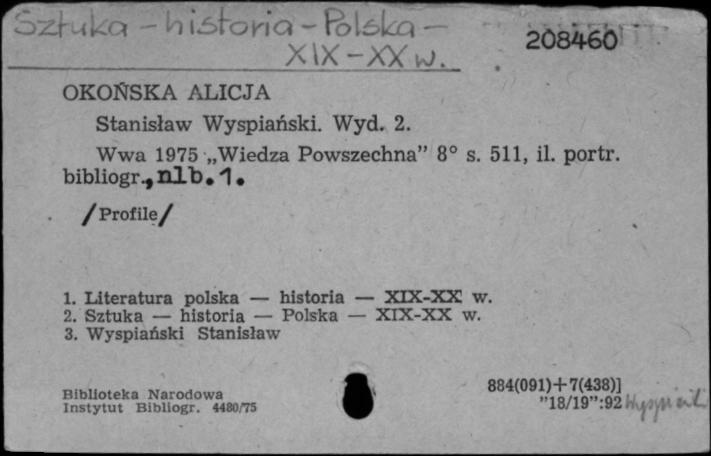 Sztuka - historia - Polska -
XIX - XX w.
208460
OKOŃSKA ALICJA
Stanisław Wyspiański. Wyd. 2.
Wwa 1975 „Wiedza Powszechna” 8° s. 511, il. portr.
bibliogr., nlb. 1.
/Profile/
1. Literatura polska — historia — XIX-XX w.
2. Sztuka — historia — Polska — XIX-XX w.
3. Wyspiański Stanisław
884(091)+7(438)]
"18/19":92
Biblioteka Narodowa
Instytut Bibliogr. 4480/75